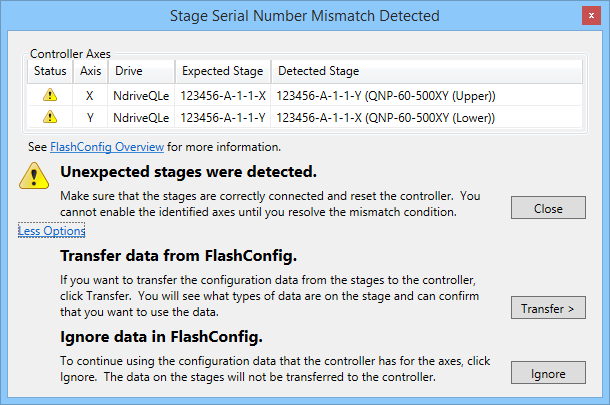 Stage Serial Number Mismatch Detected
x
Controller Axes
Status Axis Drive Expected Stage Detected Stage
X NdriveQLe 123456-A-1-1-X 123456-A-1-1-Y (QNP-60-500XY (Upper))
Y NdriveQLe 123456-A-1-1-Y 123456-A-1-1-X (QNP-60-500XY (Lower))
See FlashConfig Overview for more information.
Unexpected stages were detected.
Make sure that the stages are correctly connected and reset the controller. You
cannot enable the identified axes until you resolve the mismatch condition.
Close
Less Options
Transfer data from FlashConfig.
If you want to transfer the configuration data from the stages to the controller,
click Transfer. You will see what types of data are on the stage and can confirm
that you want to use the data.
Transfer >
Ignore data in FlashConfig.
To continue using the configuration data that the controller has for the axes, click
Ignore. The data on the stages will not be transferred to the controller.
Ignore